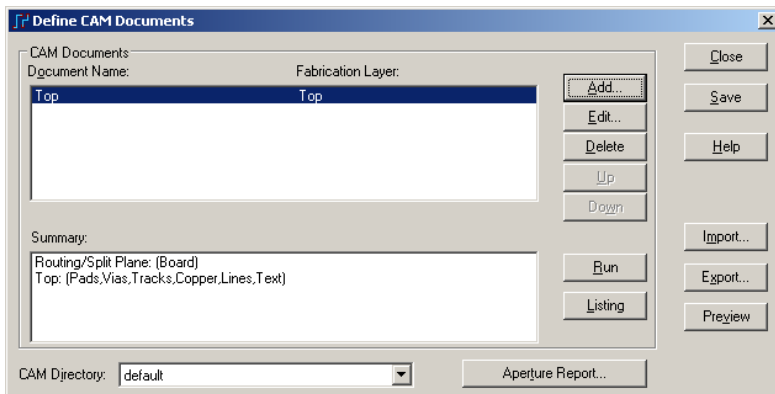 Define CAM Documents
CAM Documents
Document Name: Fabrication Layer:
Top Top
Add...
Edit...
Delete
Up
Down
Close
Save
Help
Summary:
Routing/Split Plane: (Board)
Top: (Pads,Vias,Tracks,Copper,Lines,Text)
Run
Listing
Import...
Export...
Preview
CAM Directory: default
Aperture Report...